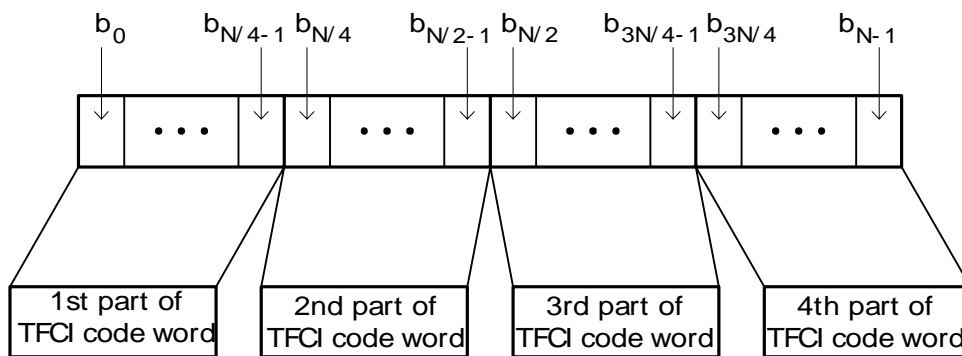 b0 bN/4-1 bN/4 bN/2-1 bN/2 b3N/4-1 b3N/4 bN-1
1st part of
TFCI code word
2nd part of
TFCI code word
3rd part of
TFCI code word
4th part of
TFCI code word